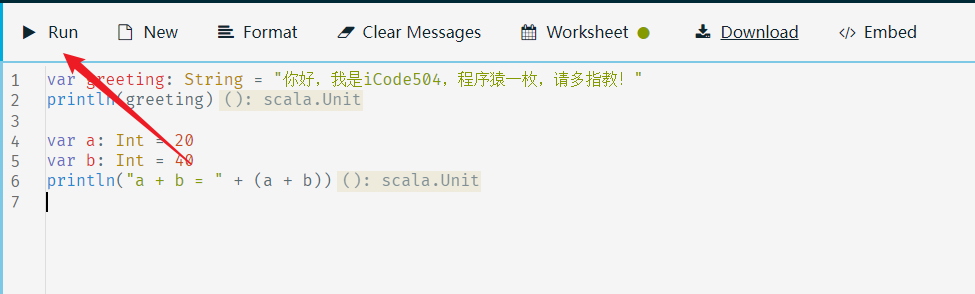 Run New Format Clear Messages Worksheet Download Embed
1 var greeting: String = "你好，我是iCode504，程序猿一枚，请多指教！"
2 println(greeting) (): scala.Unit
3
4 var a: Int = 20
5 var b: Int = 40
6 println("a + b = " + (a + b)) (): scala.Unit
7